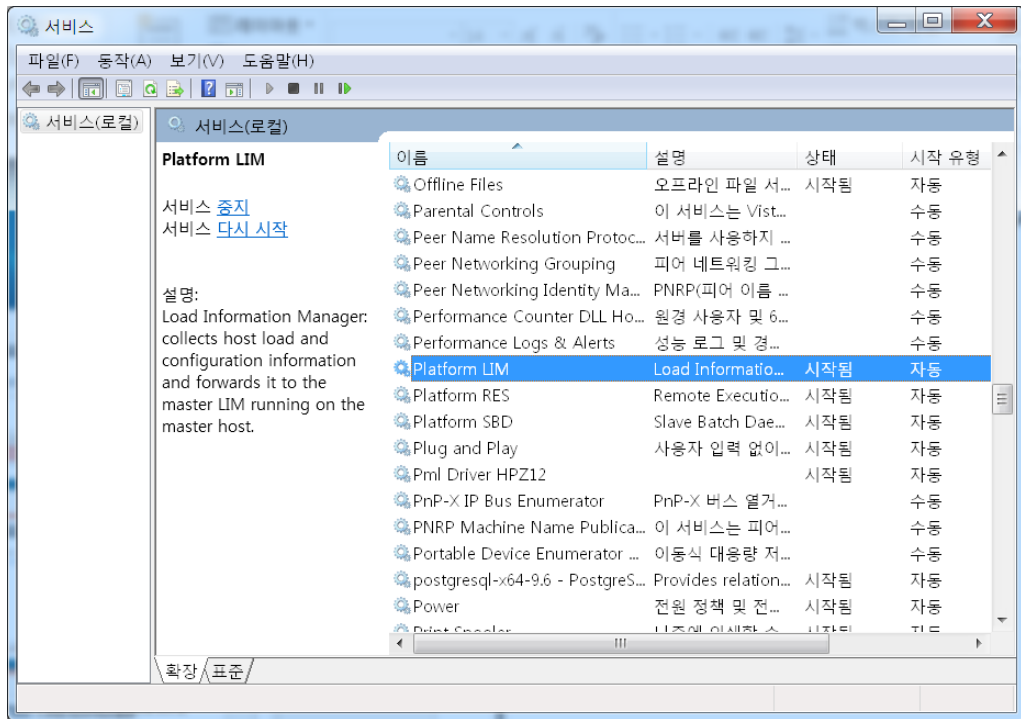 서비스
파일(F) 동작(A) 보기(V) 도움말(H)
서비스(로컬)
서비스(로컬)
Platform LIM
서비스 중지
서비스 다시 시작
설명:
Load Information Manager:
collects host load and
configuration information
and forwards it to the
master LIM running on the
master host.
이름 설명 상태 시작 유형
Offline Files 오프라인 파일 서... 시작됨 자동
Parental Controls 이 서비스는 Vist... 수동
Peer Name Resolution Protoc... 서버를 사용하지 ... 수동
Peer Networking Grouping 피어 네트워킹 그... 수동
Peer Networking Identity Ma... PNRP(피어 이름 ... 수동
Performance Counter DLL Ho... 원경 사용자 및 6... 수동
Performance Logs & Alerts 성능 로그 및 경... 수동
Platform LIM Load Informatio... 시작됨 자동
Platform RES Remote Executio... 시작됨 자동
Platform SBD Slave Batch Dae... 시작됨 자동
Plug and Play 사용자 입력 없이... 시작됨 자동
Pml Driver HPZ12 시작됨 자동
PnP-X IP Bus Enumerator PnP-X 버스 열거... 수동
PNRP Machine Name Publica... 이 서비스는 피어... 수동
Portable Device Enumerator ... 이동식 대용량 저... 수동
postgresql-x64-9.6 - PostgreS... Provides relation... 시작됨 자동
Power 전원 정책 및 전... 시작됨 자동
Print Spooler 시작됨 자동
확장 표준